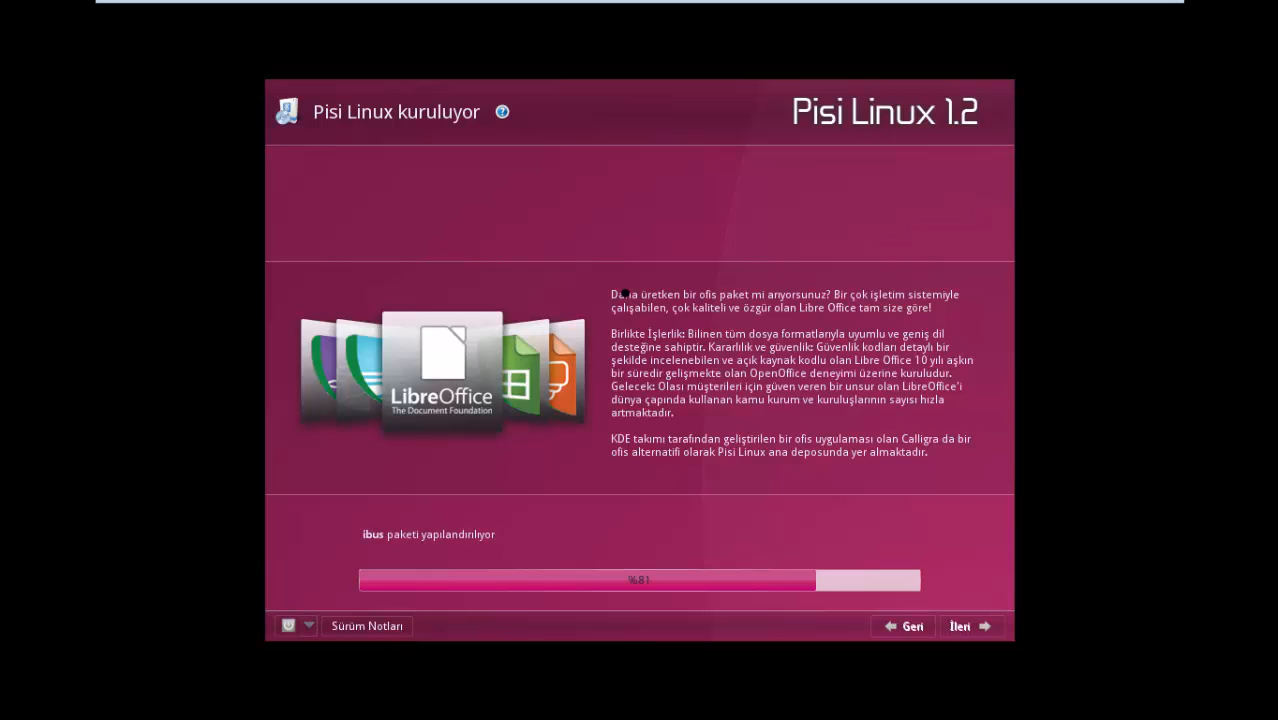 Pisi Linux kuruluyor
Pisi Linux 1.2
üretken bir ofis paket mi arıyorsunuz? Bir çok işletim sistemiyle
çalışabilen, çok kaliteli ve özgür olan Libre Office tam size göre!
Birlikte İşlerlik: Bilinen tüm dosya formatlarıyla uyumlu ve geniş dil
desteğine sahiptir. Kararlılık ve güvenlik: Güvenlik kodları detaylı bir
şekilde incelenebilen ve açık kaynak kodlu olan Libre Office 10 yılı aşkın
bir süredir gelişmekte olan OpenOffice deneyimi üzerine kuruludur.
Gelecek: Olası müşterileri için güven veren bir unsur olan LibreOffice'i
dünya çapında kullanan kamu kurum ve kuruluşlarının sayısı hızla
artmaktadır.
KDE takımı tarafından geliştirilen bir ofis uygulaması olan Calligra da bir
ofis alternatifi olarak Pisi Linux ana deposunda yer almaktadır.
LibreOffice
The Document Foundation
ibus paketi yapılandırılıyor
%81
Sürüm Notları
Geri
İleri